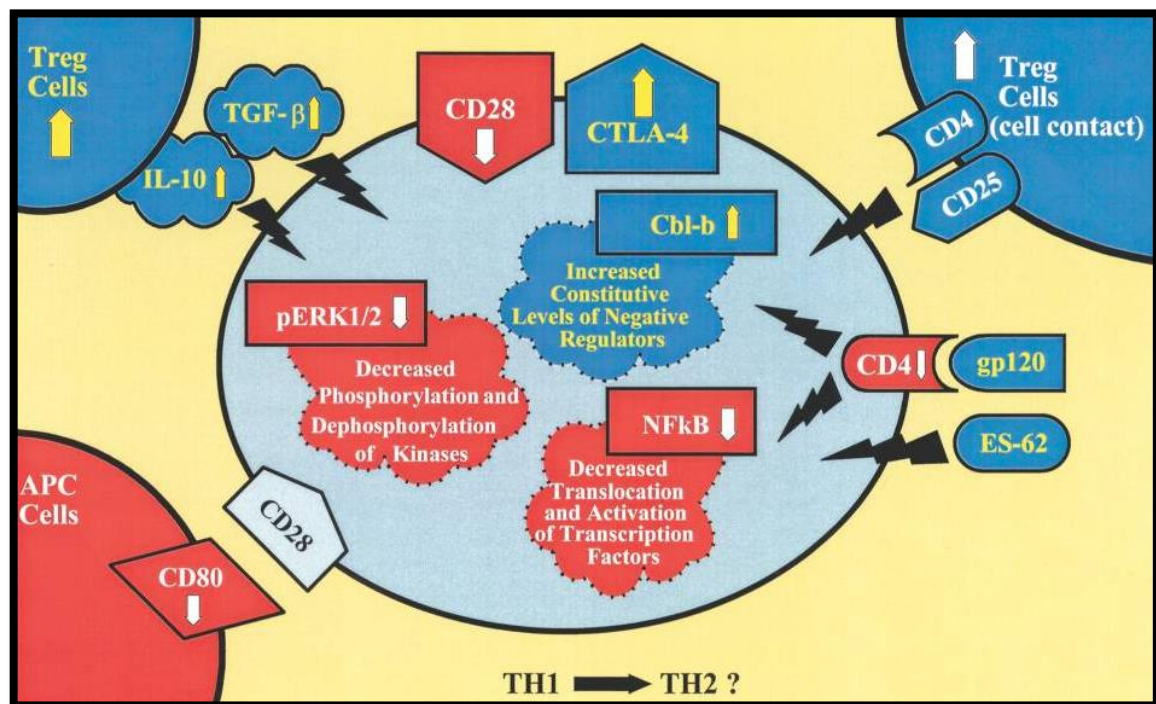 Treg
Cells
TGF-β
IL-10
CD28
CTLA-4
Treg
Cells
(cell contact)
CD4
CD25
Cbl-b
Increased
Constitutive
Levels of Negative
Regulators
pERK1/2
Decreased
Phosphorylation and
Dephosphorylation
of Kinases
CD4
gp120
ES-62
NFkB
Decreased
Translocation
and Activation
of Transcription
Factors
APC
Cells
CD28
CD80
TH1 TH2 ?